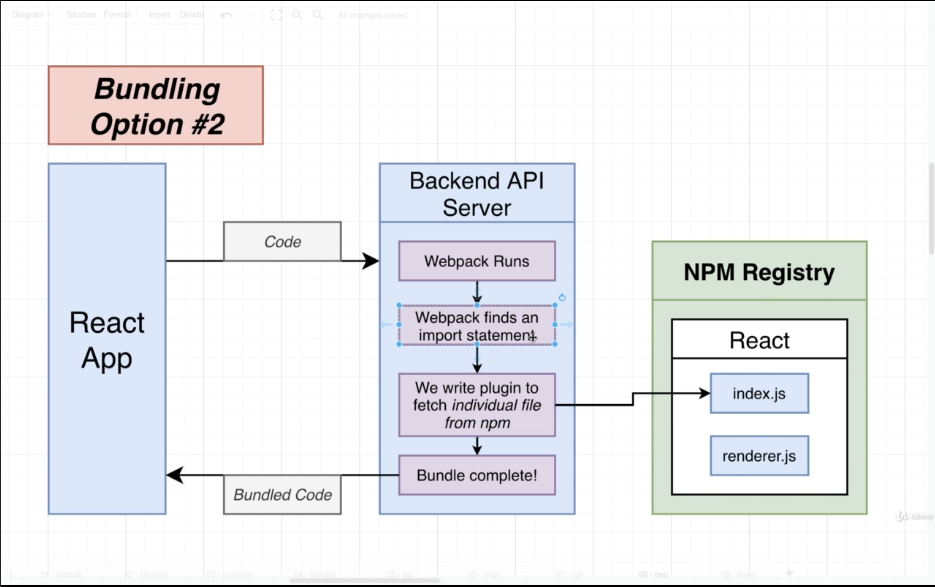 Diagram Shapes Format Insert Delete All changes saved
Bundling
Option #2
React
App
Code
Bundled Code
Backend API
Server
Webpack Runs
Webpack finds an
import statement
We write plugin to
fetch individual file
from npm
Bundle complete!
NPM Registry
React
index.js
renderer.js
Udemy